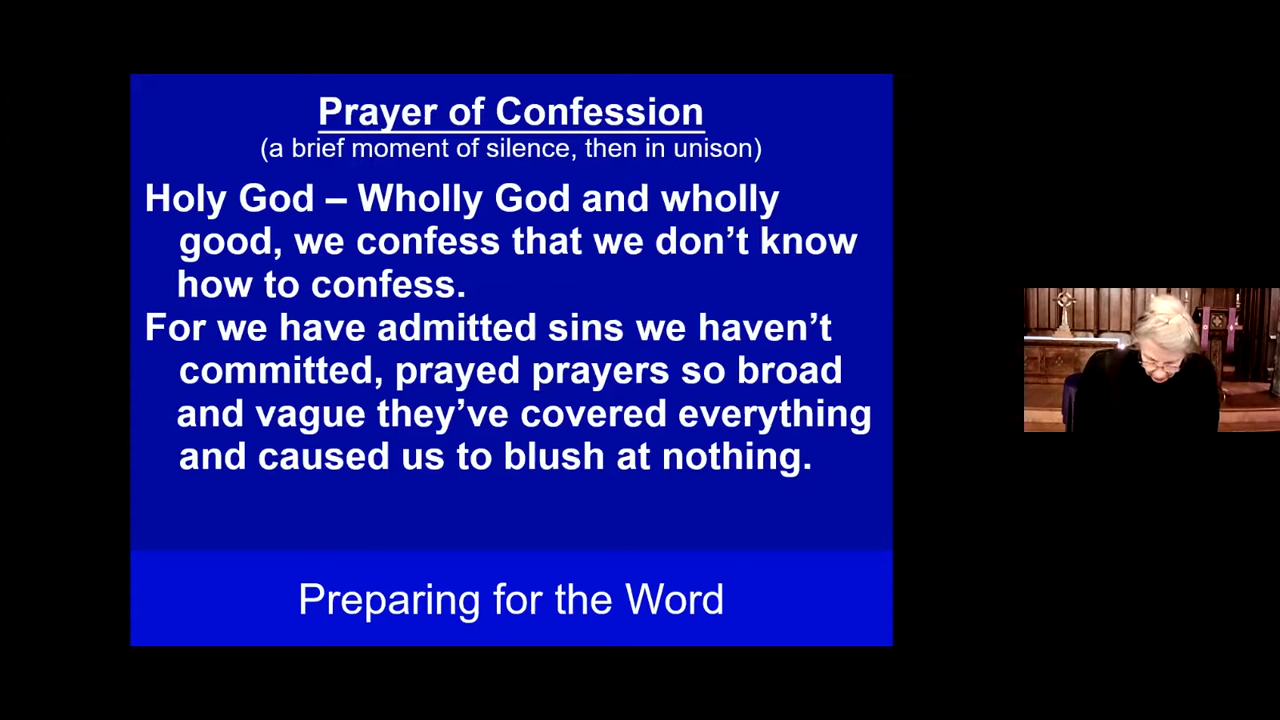 Prayer of Confession
(a brief moment of silence, then in unison)
Holy God – Wholly God and wholly
good, we confess that we don’t know
how to confess.
For we have admitted sins we haven’t
committed, prayed prayers so broad
and vague they’ve covered everything
and caused us to blush at nothing.
Preparing for the Word